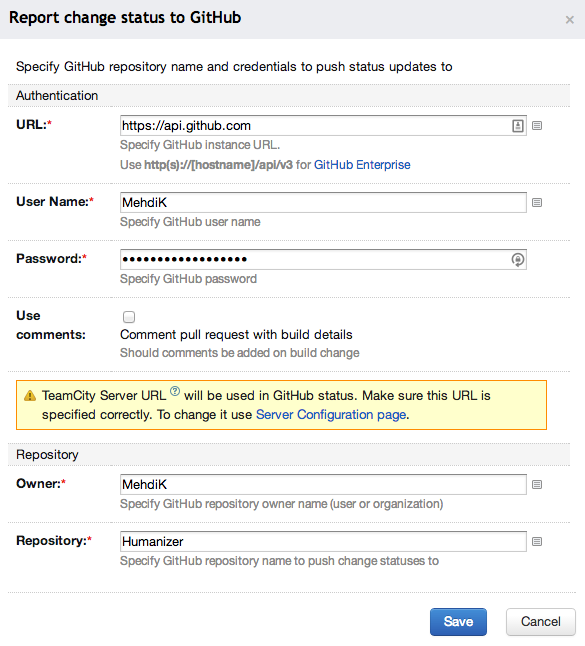 Report change status to GitHub
×
Specify GitHub repository name and credentials to push status updates to
Authentication
URL:* https://api.github.com
Specify GitHub instance URL.
Use http(s)://[hostname]/api/v3 for GitHub Enterprise
User Name:* MehdiK
Specify GitHub user name
Password:* ••••••••••••••••••
Specify GitHub password
Use comments:
Comment pull request with build details
Should comments be added on build change
TeamCity Server URL ? will be used in GitHub status. Make sure this URL is
specified correctly. To change it use Server Configuration page.
Repository
Owner:* MehdiK
Specify GitHub repository owner name (user or organization)
Repository:* Humanizer
Specify GitHub repository name to push change statuses to
Save Cancel